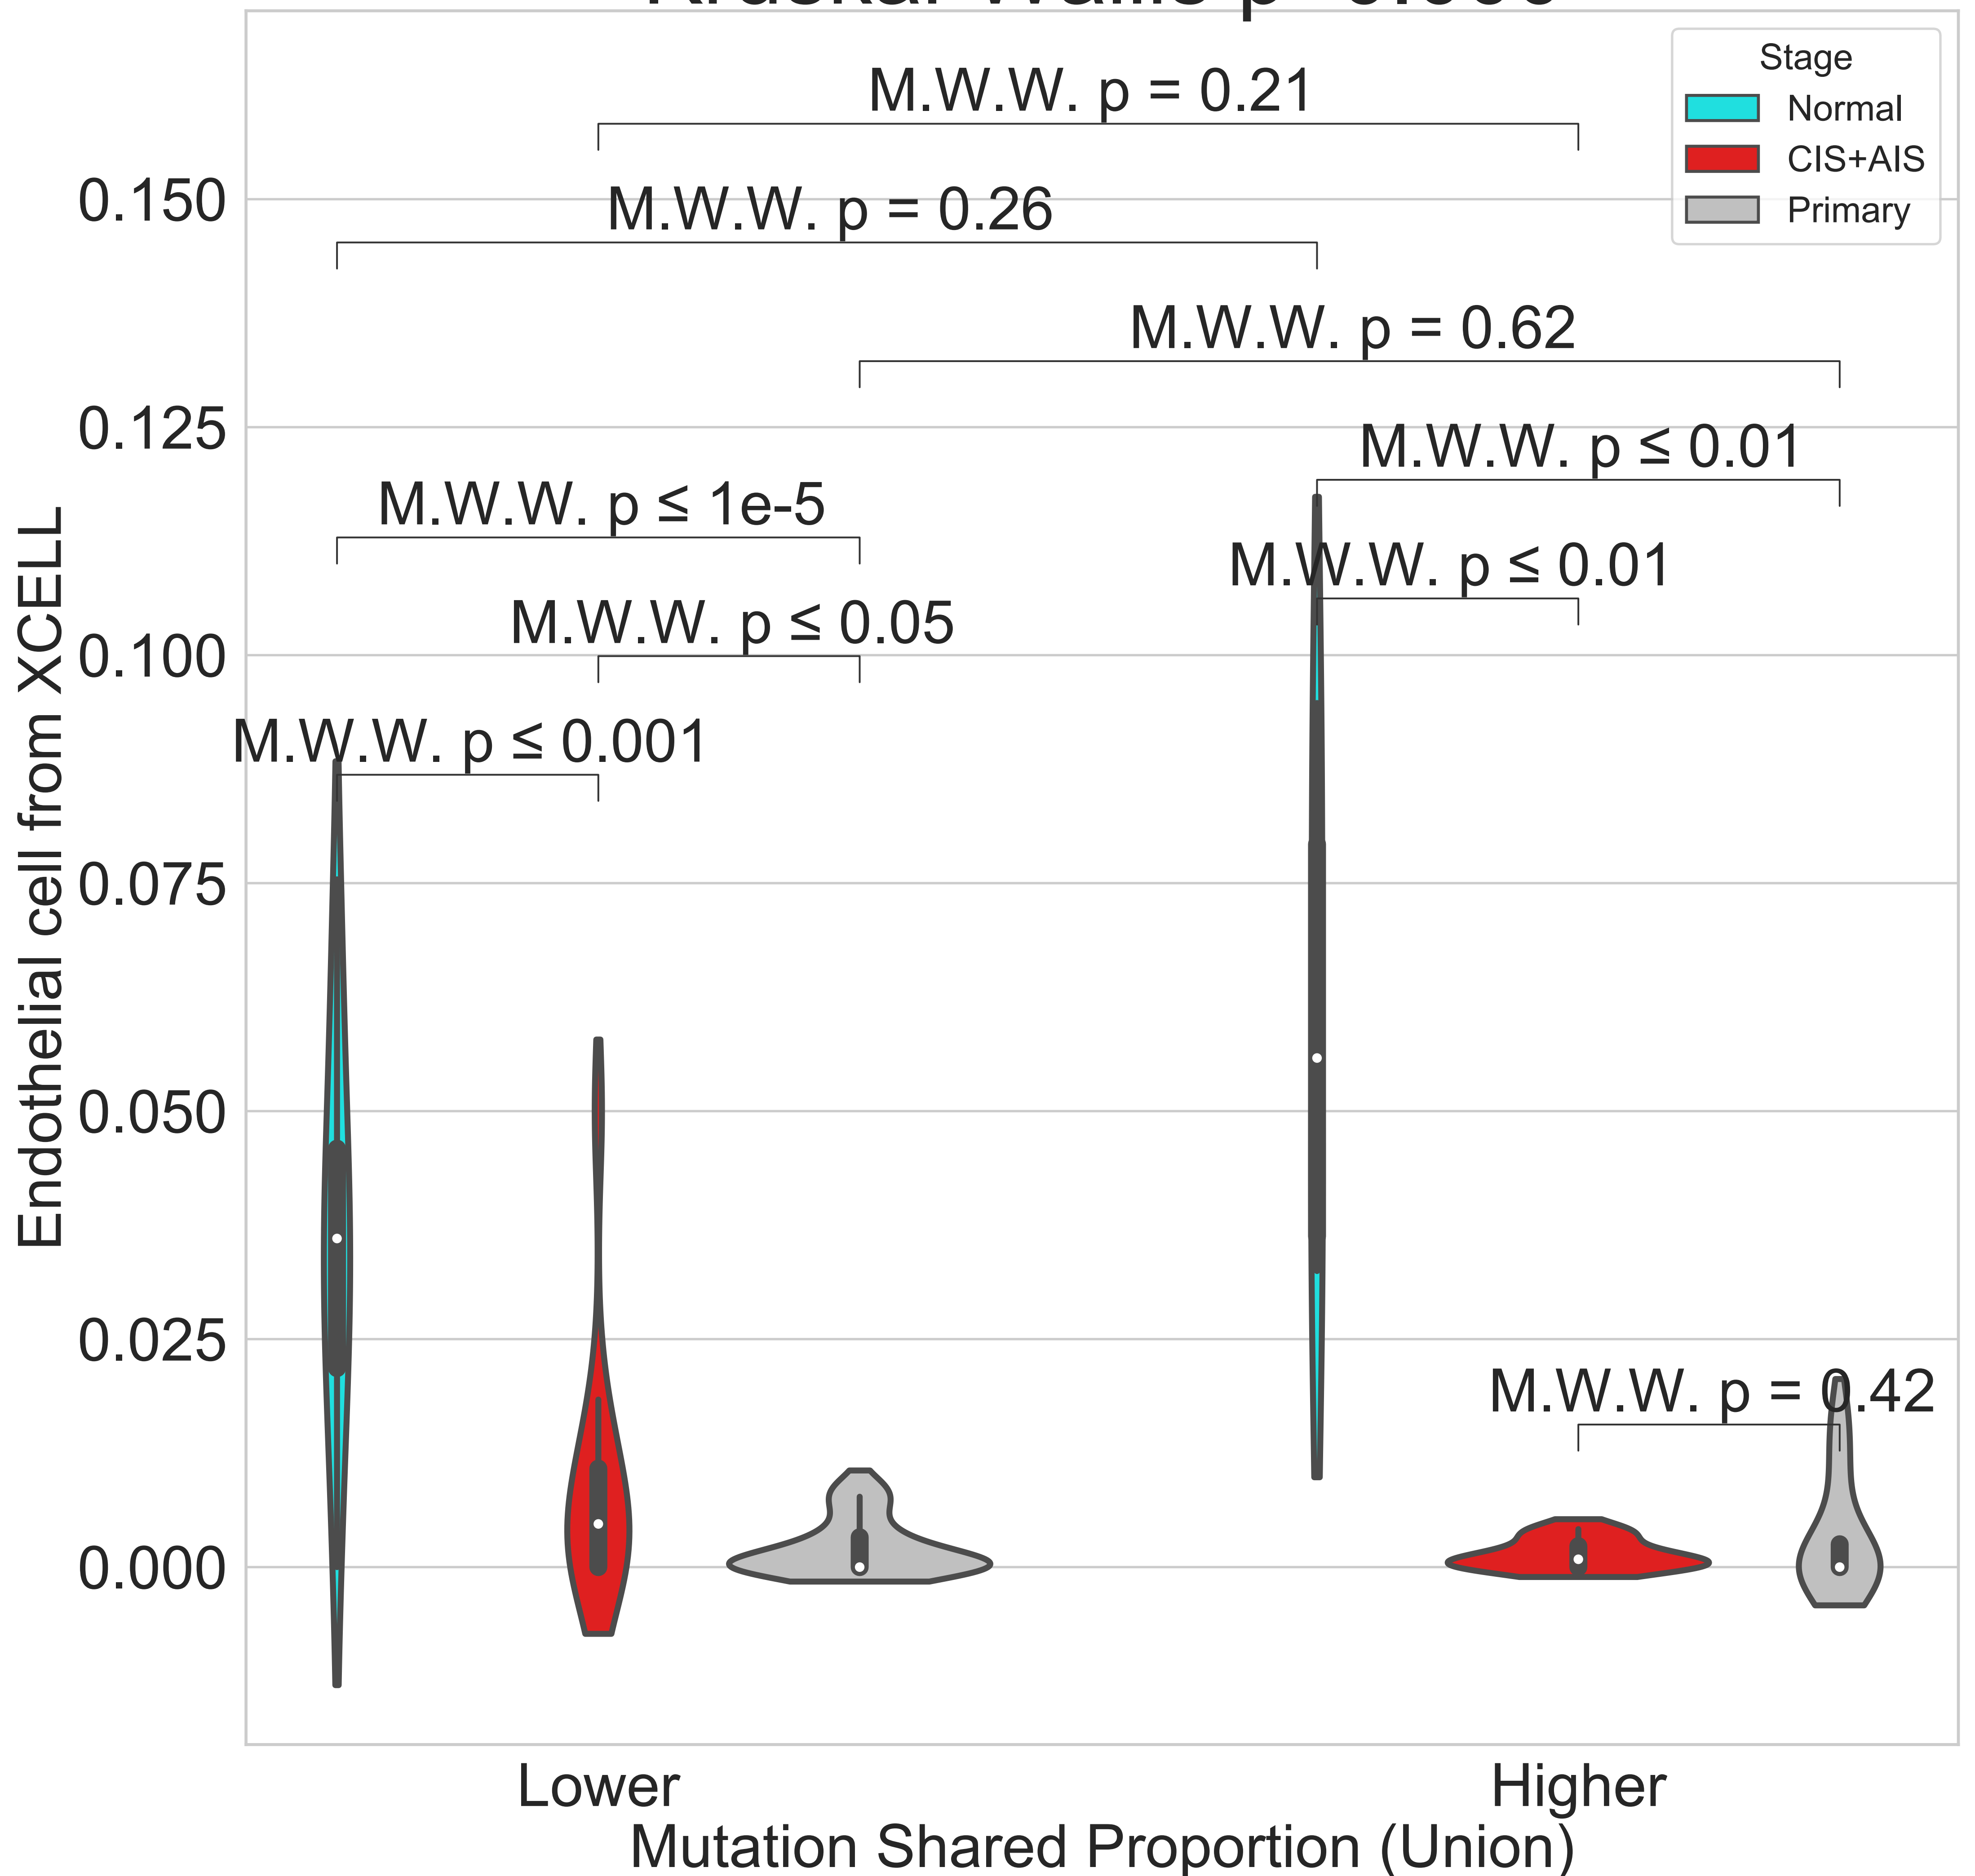 Stage
Normal
CIS+AIS
Primary
M.W.W. p = 0.21
M.W.W. p = 0.26
M.W.W. p = 0.62
M.W.W. p ≤ 0.01
M.W.W. p ≤ 1e-5
M.W.W. p ≤ 0.01
M.W.W. p ≤ 0.05
M.W.W. p ≤ 0.001
M.W.W. p = 0.42
0.150
0.125
0.100
0.075
0.050
0.025
0.000
Endothelial cell from XCELL
Lower
Higher
Mutation Shared Proportion (Union)